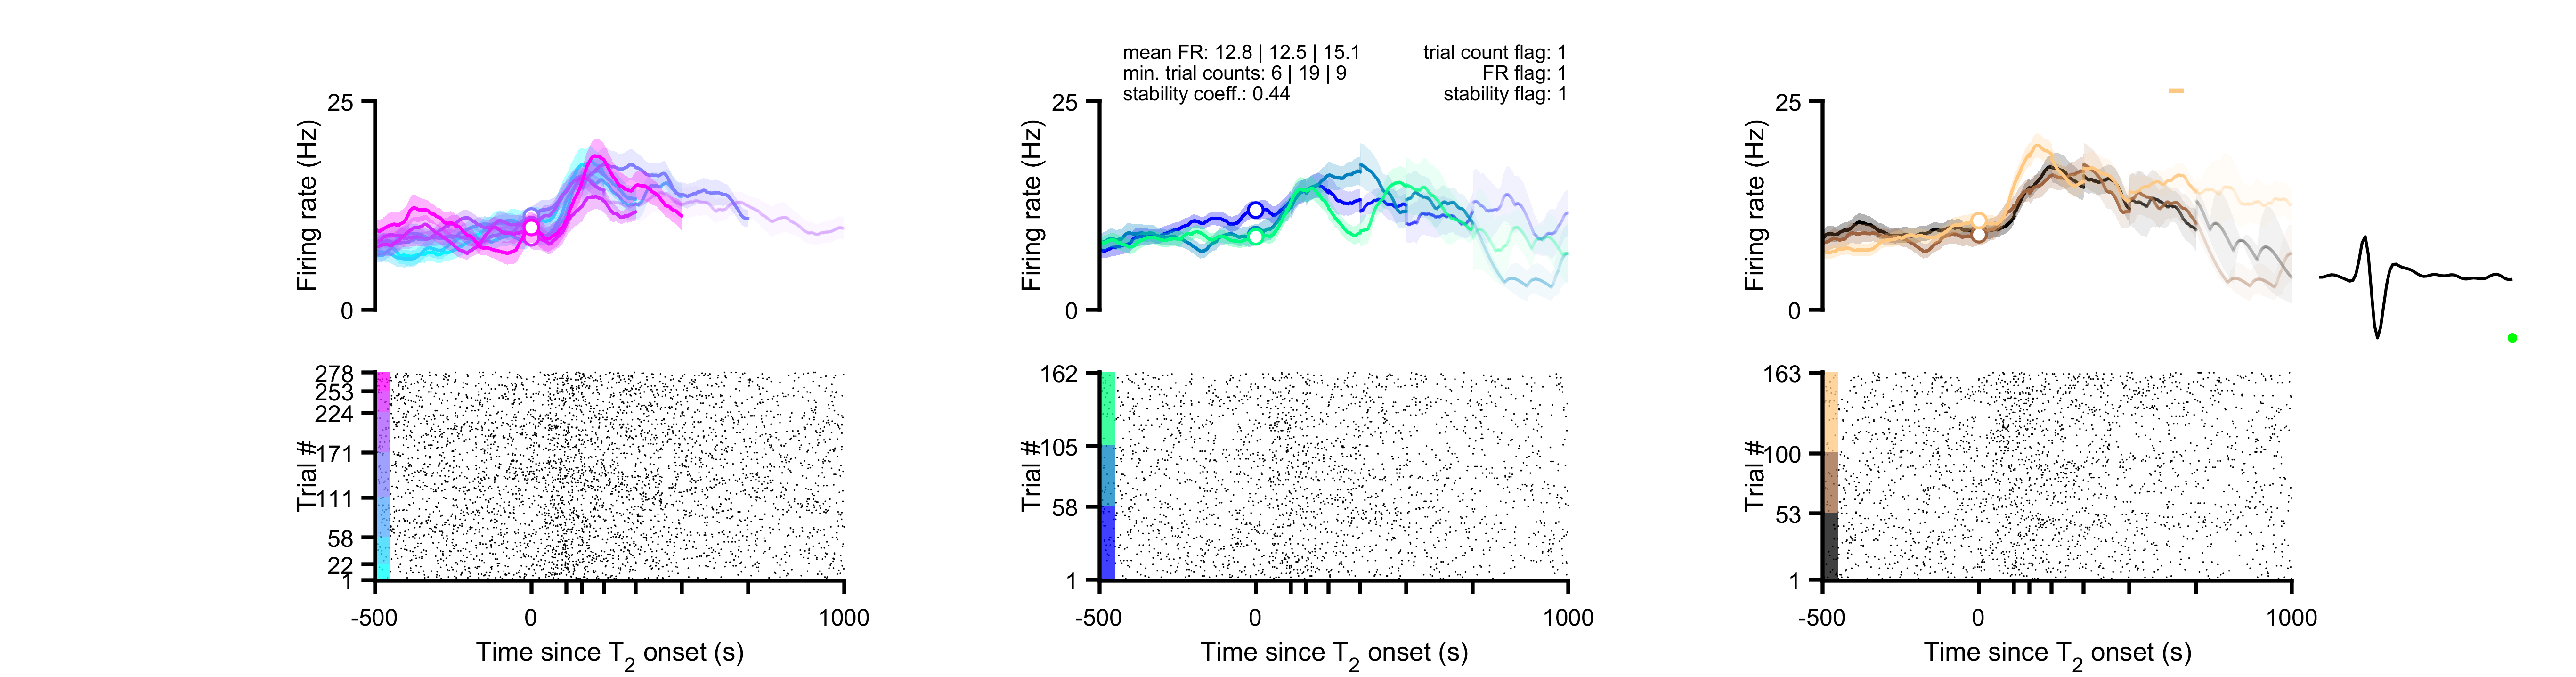 mean FR: 12.8 | 12.5 | 15.1
min. trial counts: 6 | 19 | 9
stability coeff.: 0.44
trial count flag: 1
FR flag: 1
stability flag: 1
25
Firing rate (Hz)
0
278
253
224
171
111
58
22
1
Trial #
-500
0
1000
Time since T2 onset (s)
25
Firing rate (Hz)
0
162
105
58
1
Trial #
-500
0
1000
Time since T2 onset (s)
25
Firing rate (Hz)
0
163
100
53
1
Trial #
-500
0
1000
Time since T2 onset (s)